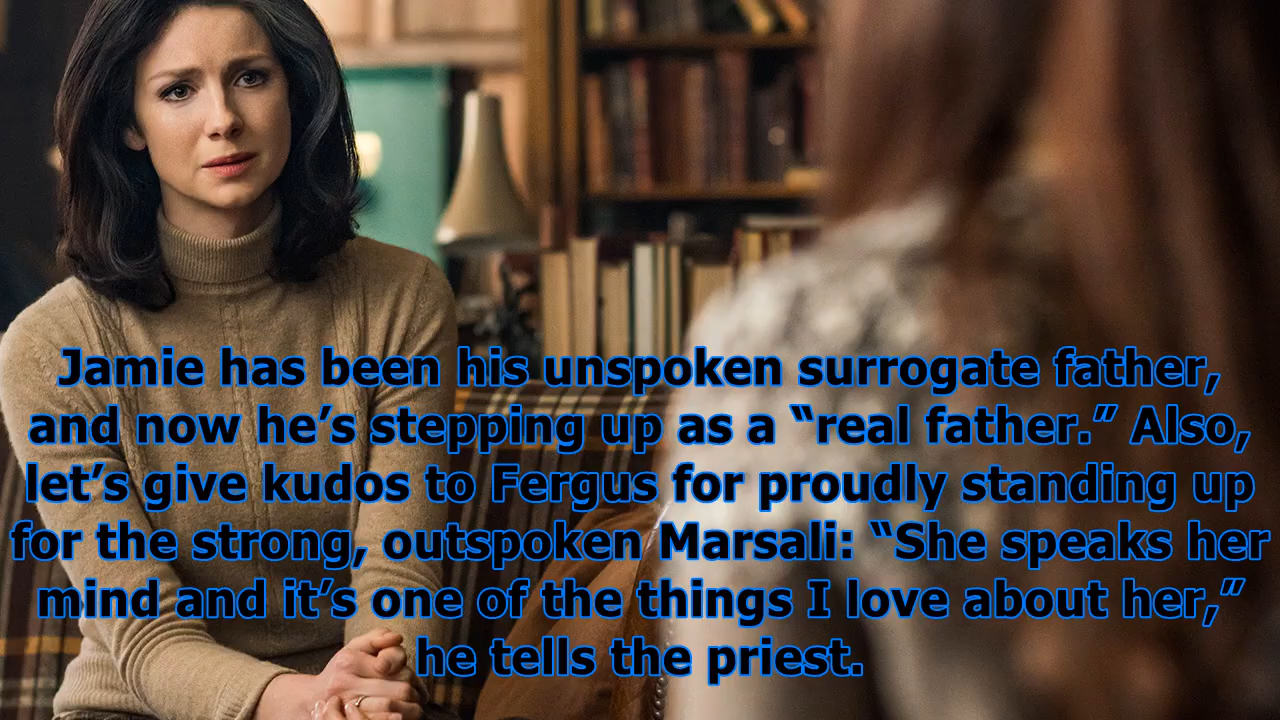 Jamie has been his unspoken surrogate father,
and now he’s stepping up as a “real father.” Also,
let’s give kudos to Fergus for proudly standing up
for the strong, outspoken Marsali: “She speaks her
mind and it’s one of the things I love about her,”
he tells the priest.